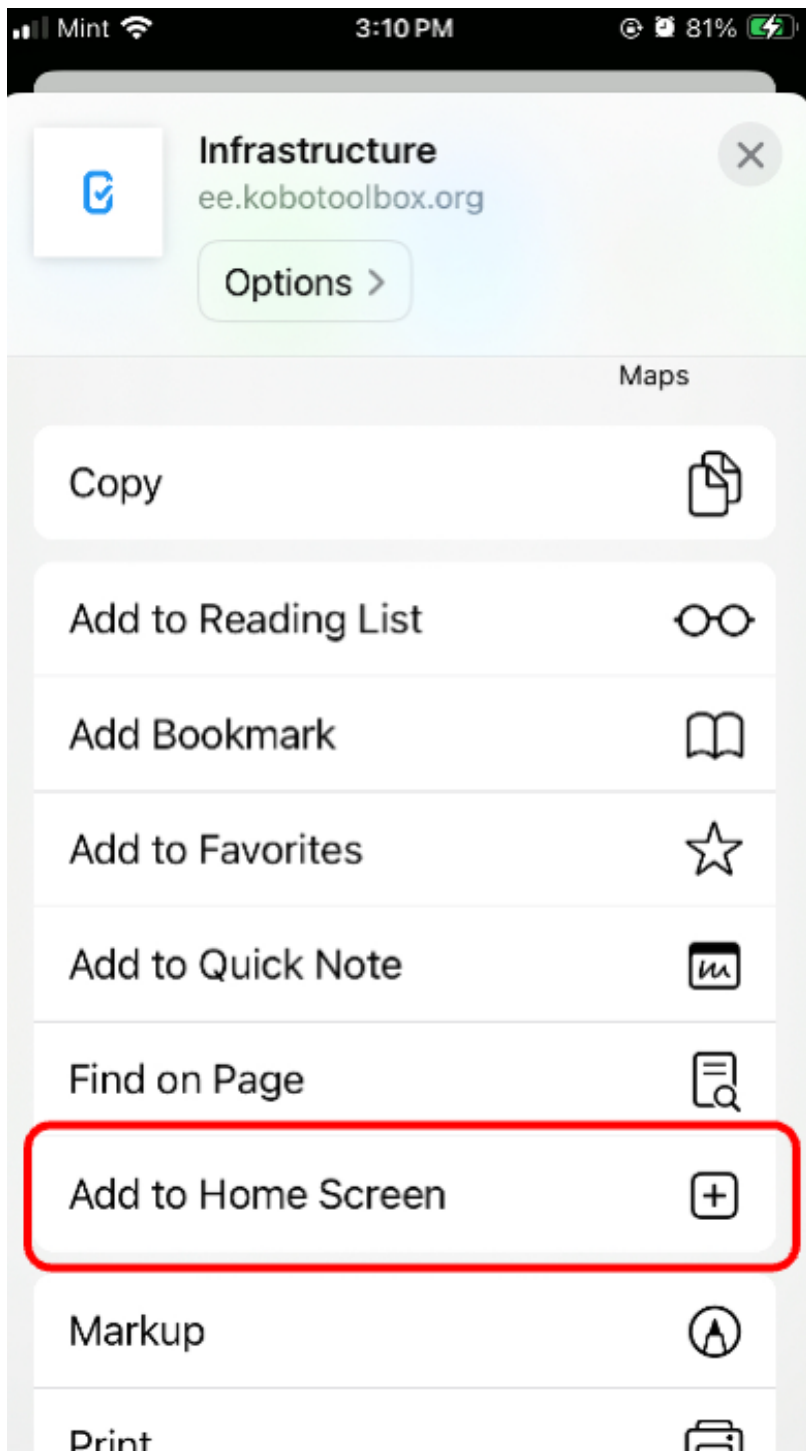 Mint 3:10 PM 81%
Infrastructure
ee.kobotoolbox.org
Options
Maps
Copy
Add to Reading List
Add Bookmark
Add to Favorites
Add to Quick Note
Find on Page
Add to Home Screen
Markup
Print